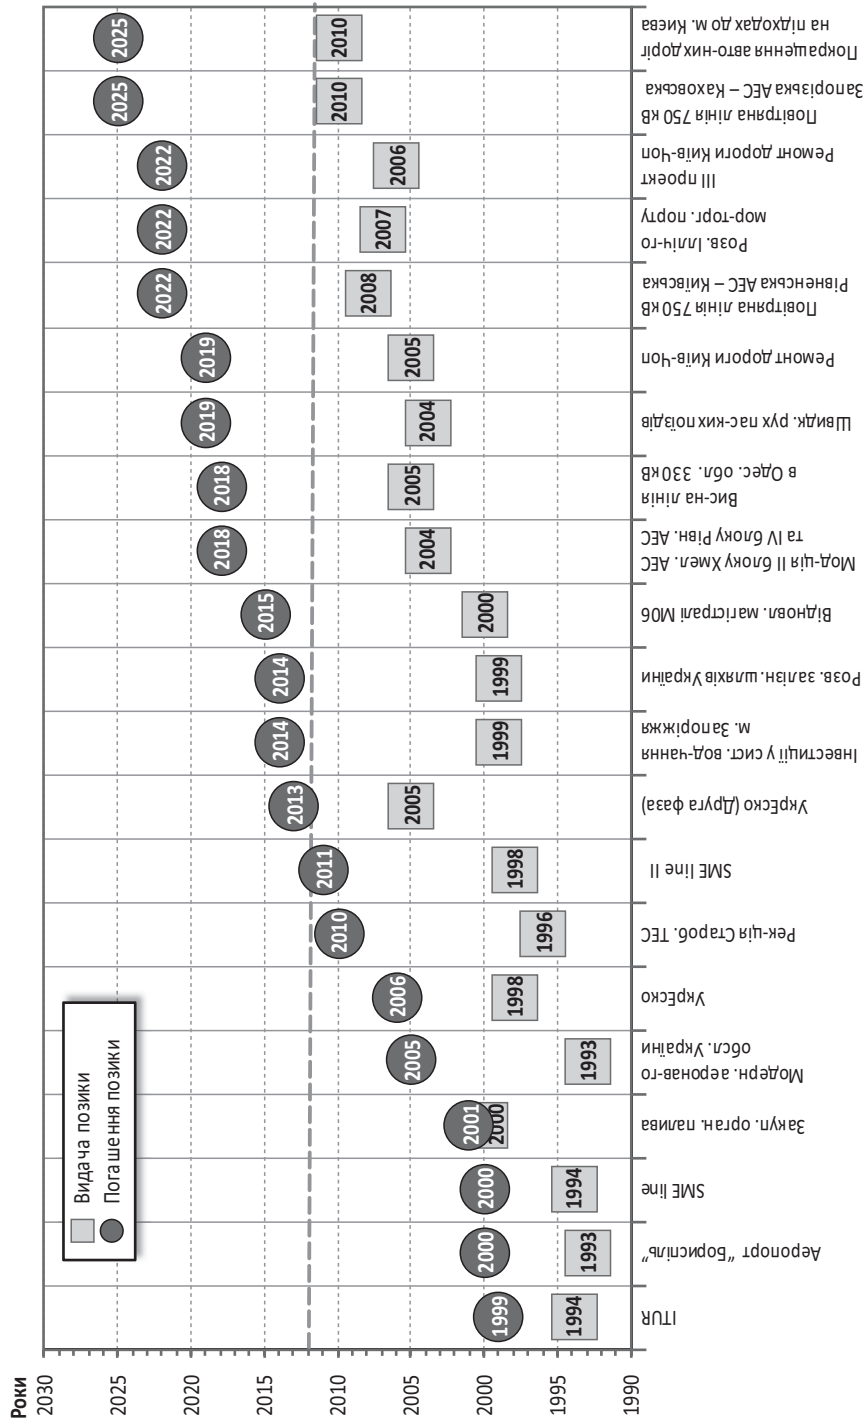 Роки
2030
2025
2020
2015
2010
2005
2000
1995
1990
Видача позики
Погашення позики
1999
1994
ITUR
2000
1993
Аеропорт "Бориспіль"
2000
1994
SME line
2001
2000
Закуп. орган. палива
2005
1993
Модерн. аеронав-го
обсл. України
2006
1998
УкрЕско
2010
1996
Рек-ція Староб. ТЕС
2011
1998
SME line II
2013
2005
УкрЕско (Друга фаза)
2014
1999
Інвестиції у сист. вод-чання
м. Запоріжжя
2014
1999
Розв. залізн. шляхів України
2015
2000
Відновл. магістралі М06
2018
2004
Мод-ція II блоку Хмел. АЕС
та IV блоку Рівн. АЕС
2018
2005
Вис-на лінія
в Одес. обл. 330 кВ
2019
2004
Швидк. рух пас-ких поїздів
2019
2005
Ремонт дороги Київ-Чоп
2022
2008
Повітряна лінія 750 кВ
Рівненська АЕС – Київська
2022
2007
Розв. Ілліч-го
мор-торг. порту
2022
2006
III проект
Ремонт дороги Київ-Чоп
2025
2010
Повітряна лінія 750 кВ
Запорізька АЕС – Каховська
2025
2010
Покращення авто-них доріг
на підходах до м. Києва